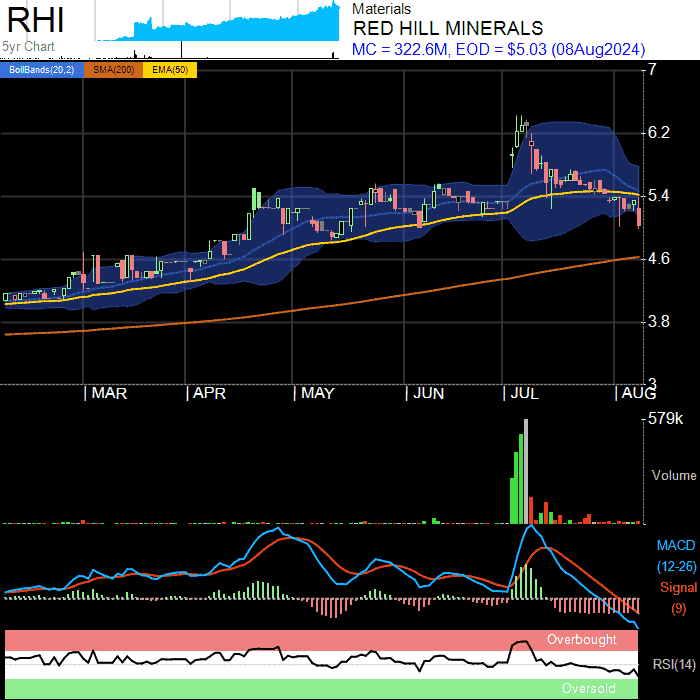 RHI
5yr Chart
Materials
RED HILL MINERALS
MC = 322.6M, EOD = $5.03 (08Aug2024)
BollBands(20,2) SMA(200) EMA(50)
7
6.2
5.4
4.6
3.8
3
MAR APR MAY JUN JUL AUG
579k
Volume
MACD
(12-26)
Signal
(9)
Overbought
RSI(14)
Oversold